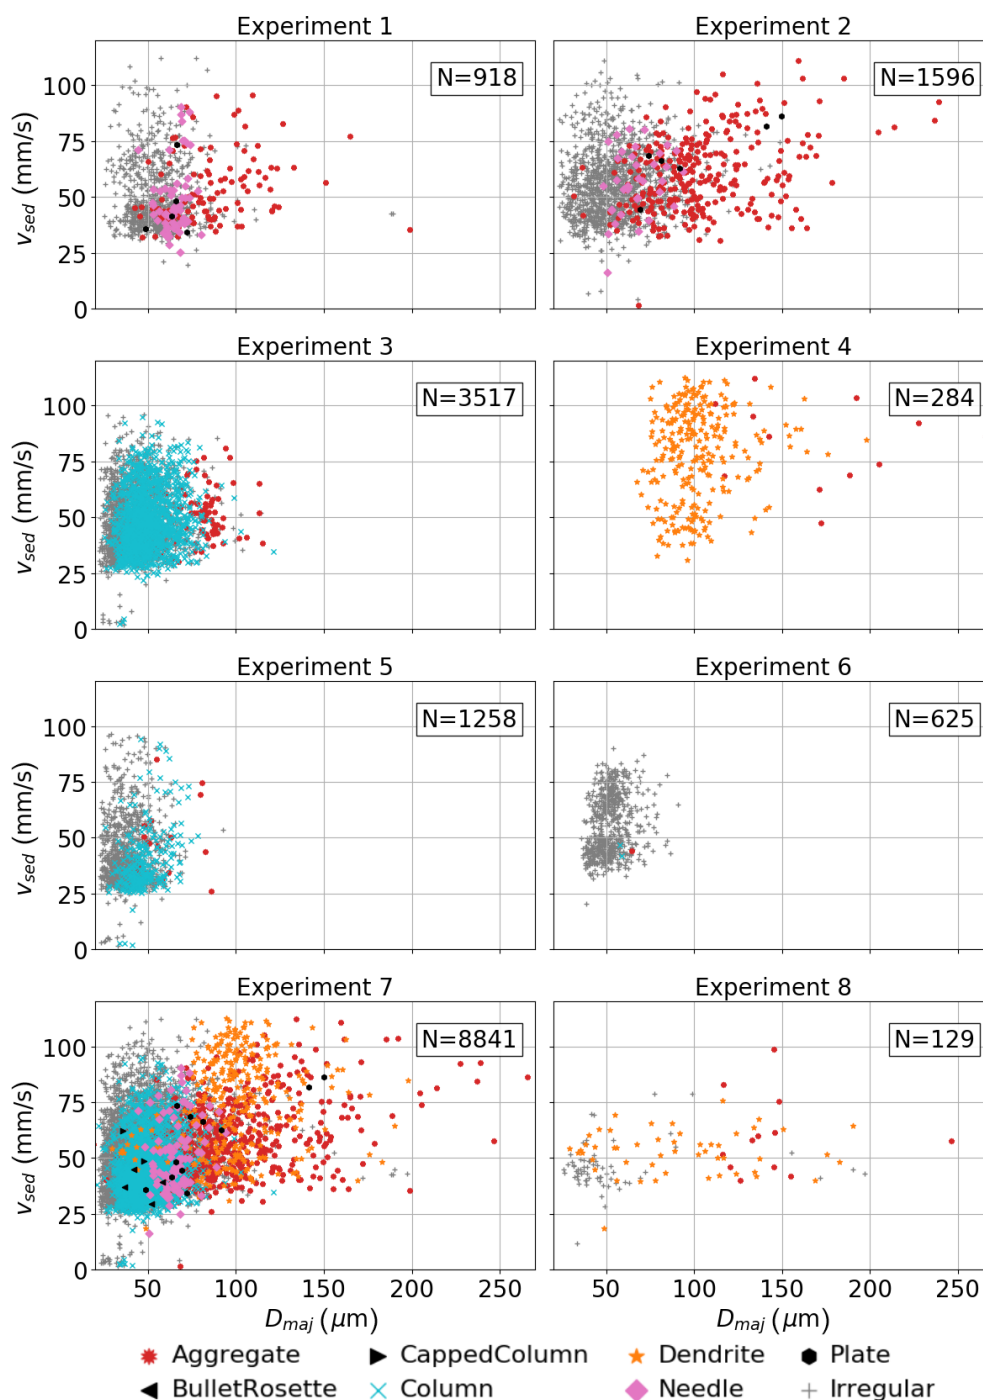 Experiment 1
Experiment 2
100
75
50
25
0
v_sed (mm/s)
N=918
N=1596
Experiment 3
Experiment 4
100
75
50
25
0
v_sed (mm/s)
N=3517
N=284
Experiment 5
Experiment 6
100
75
50
25
0
v_sed (mm/s)
N=1258
N=625
Experiment 7
Experiment 8
100
75
50
25
0
v_sed (mm/s)
N=8841
N=129
50 100 150 200 250
50 100 150 200 250
D_maj (μm)
D_maj (μm)
Aggregate CappedColumn Dendrite Plate
BulletRosette Column Needle Irregular